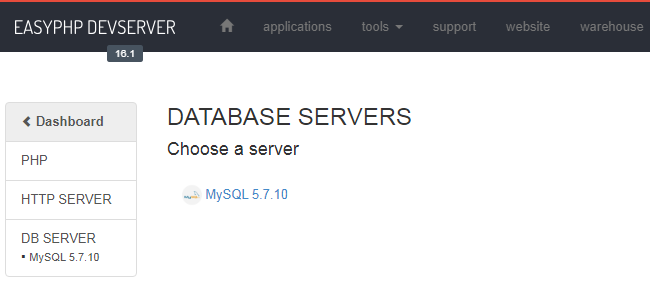 EASYPHP DEVSERVER applications tools support website warehouse
16.1
Dashboard
PHP
HTTP SERVER
DB SERVER
▪ MySQL 5.7.10
DATABASE SERVERS
Choose a server
MySQL 5.7.10